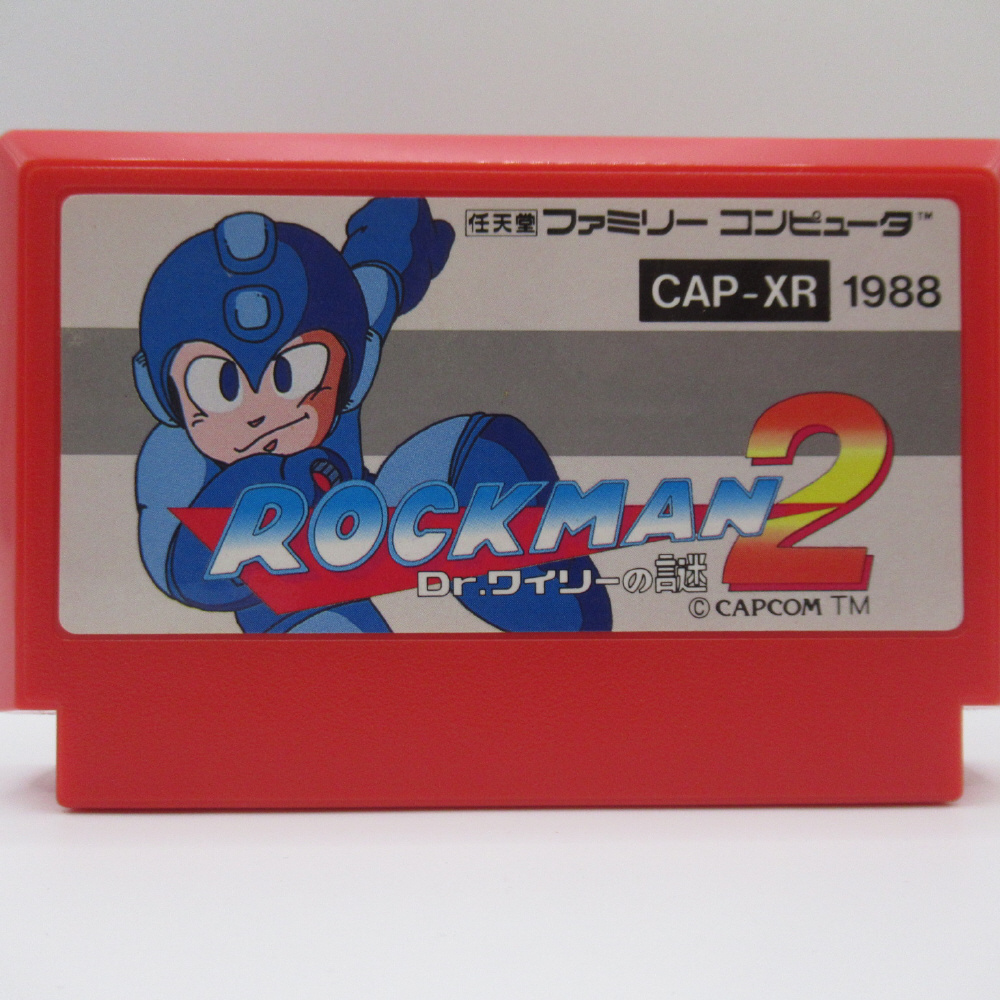 任天堂 ファミリー コンピュータ™
CAP-XR 1988
ROCKMAN 2
Dr.ワイリーの謎
© CAPCOM TM